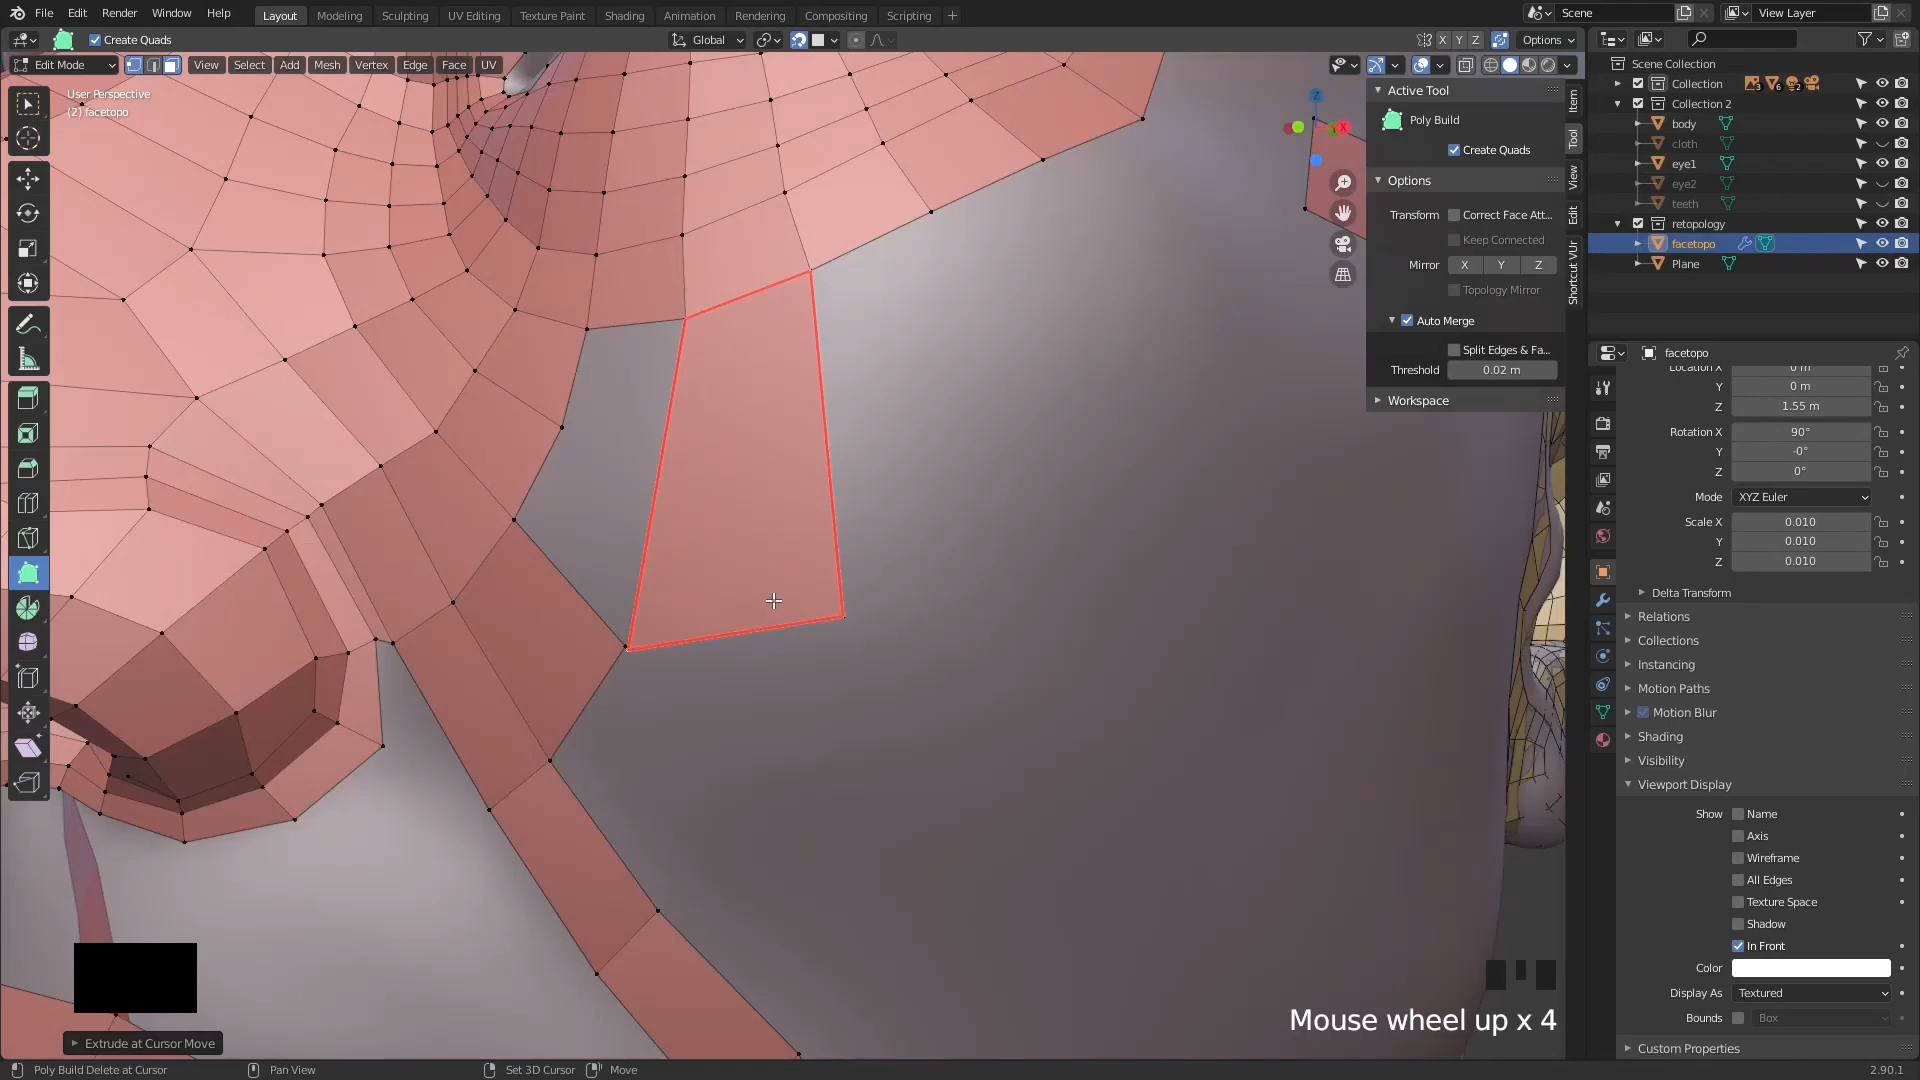 File Edit Render Window Help Layout Modeling Sculpting UV Editing Texture Paint Shading Animation Rendering Compositing Scripting + Scene View Layer
Create Quads Global X Y Z Options
Edit Mode View Select Add Mesh Vertex Edge Face UV
User Perspective
(2) facetopo
Active Tool
Poly Build
Create Quads
Options
Transform Correct Face Att...
Keep Connected
Mirror X Y Z
Topology Mirror
Auto Merge
Split Edges & Fa...
Threshold 0.02 m
Workspace
Item
Tool
View
Edit
Shortcut VUr
Z
X
Scene Collection
Collection 3 6 2
Collection 2
body
cloth
eye1
eye2
teeth
retopology
facetopo
Plane
facetopo
Location X 0 m
Y 0 m
Z 1.55 m
Rotation X 90°
Y -0°
Z 0°
Mode XYZ Euler
Scale X 0.010
Y 0.010
Z 0.010
Delta Transform
Relations
Collections
Instancing
Motion Paths
Motion Blur
Shading
Visibility
Viewport Display
Show Name
Axis
Wireframe
All Edges
Texture Space
Shadow
In Front
Color
Display As Textured
Bounds Box
Custom Properties
Mouse wheel up x 4
Extrude at Cursor Move
Poly Build Delete at Cursor Pan View Set 3D Cursor Move 2.90.1